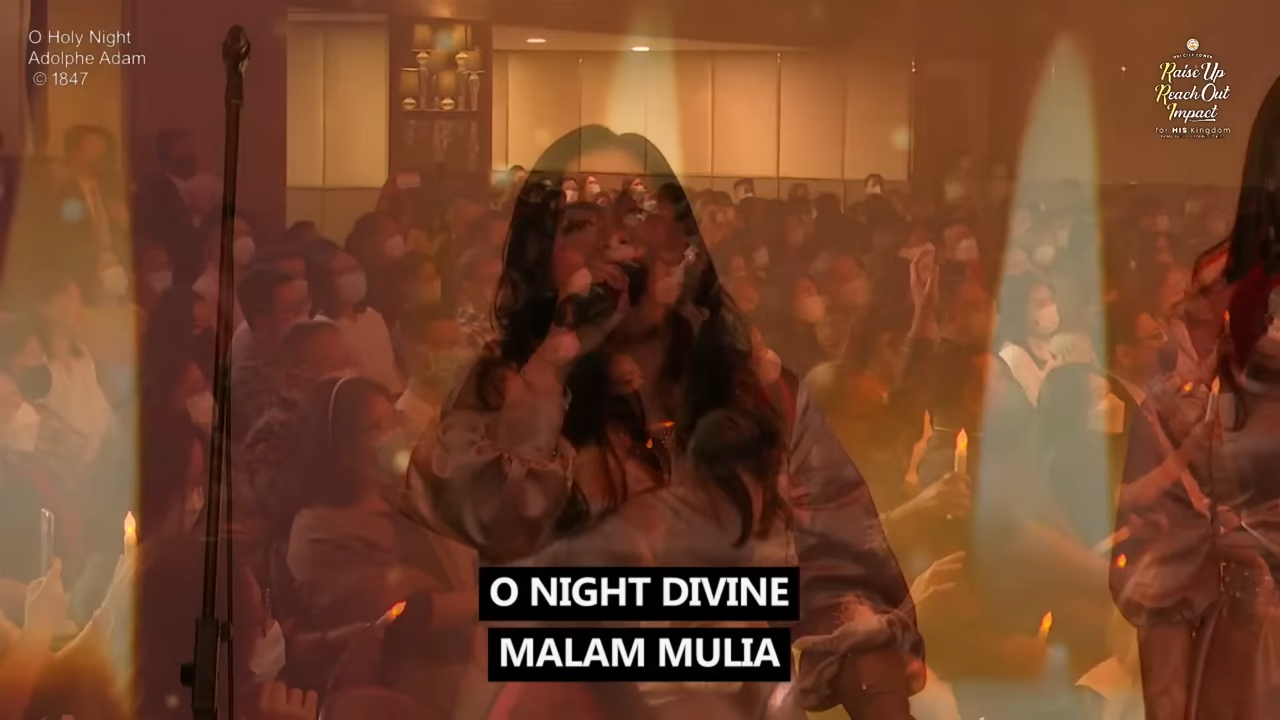 O Holy Night
Adolphe Adam
© 1847
Raise Up
Reach Out
Impact
for HIS Kingdom
O NIGHT DIVINE
MALAM MULIA